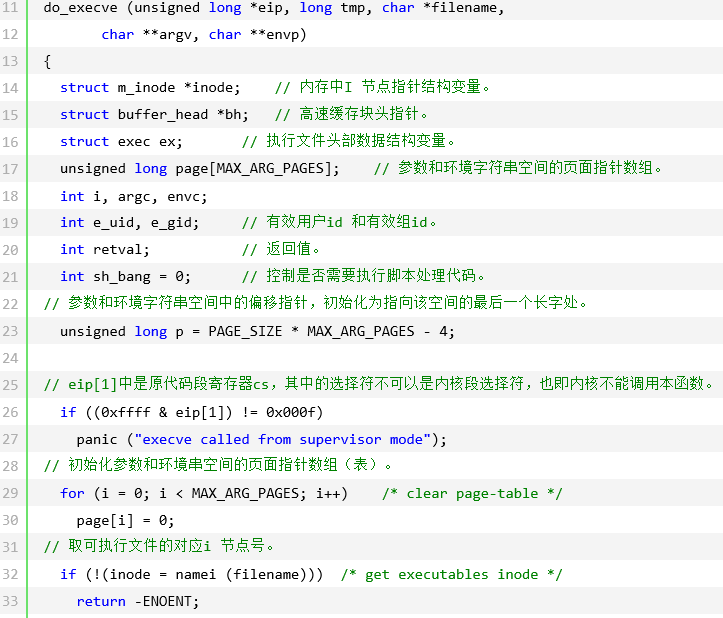 11 do_execve (unsigned long *eip, long tmp, char *filename,
12 char **argv, char **envp)
13 {
14 struct m_inode *inode; // 内存中I 节点指针结构变量。
15 struct buffer_head *bh; // 高速缓存块头指针。
16 struct exec ex; // 执行文件头部数据结构变量。
17 unsigned long page[MAX_ARG_PAGES]; // 参数和环境字符串空间的页面指针数组。
18 int i, argc, envc;
19 int e_uid, e_gid; // 有效用户id 和有效组id。
20 int retval; // 返回值。
21 int sh_bang = 0; // 控制是否需要执行脚本处理代码。
22 // 参数和环境字符串空间中的偏移指针，初始化为指向该空间的最后一个长字处。
23 unsigned long p = PAGE_SIZE * MAX_ARG_PAGES - 4;
24
25 // eip[1]中是原代码段寄存器cs，其中的选择符不可以是内核段选择符，也即内核不能调用本函数。
26 if ((0xffff & eip[1]) != 0x000f)
27 panic ("execve called from supervisor mode");
28 // 初始化参数和环境串空间的页面指针数组（表）。
29 for (i = 0; i < MAX_ARG_PAGES; i++) /* clear page-table */
30 page[i] = 0;
31 // 取可执行文件的对应i 节点号。
32 if (!(inode = namei (filename))) /* get executables inode */
33 return -ENOENT;